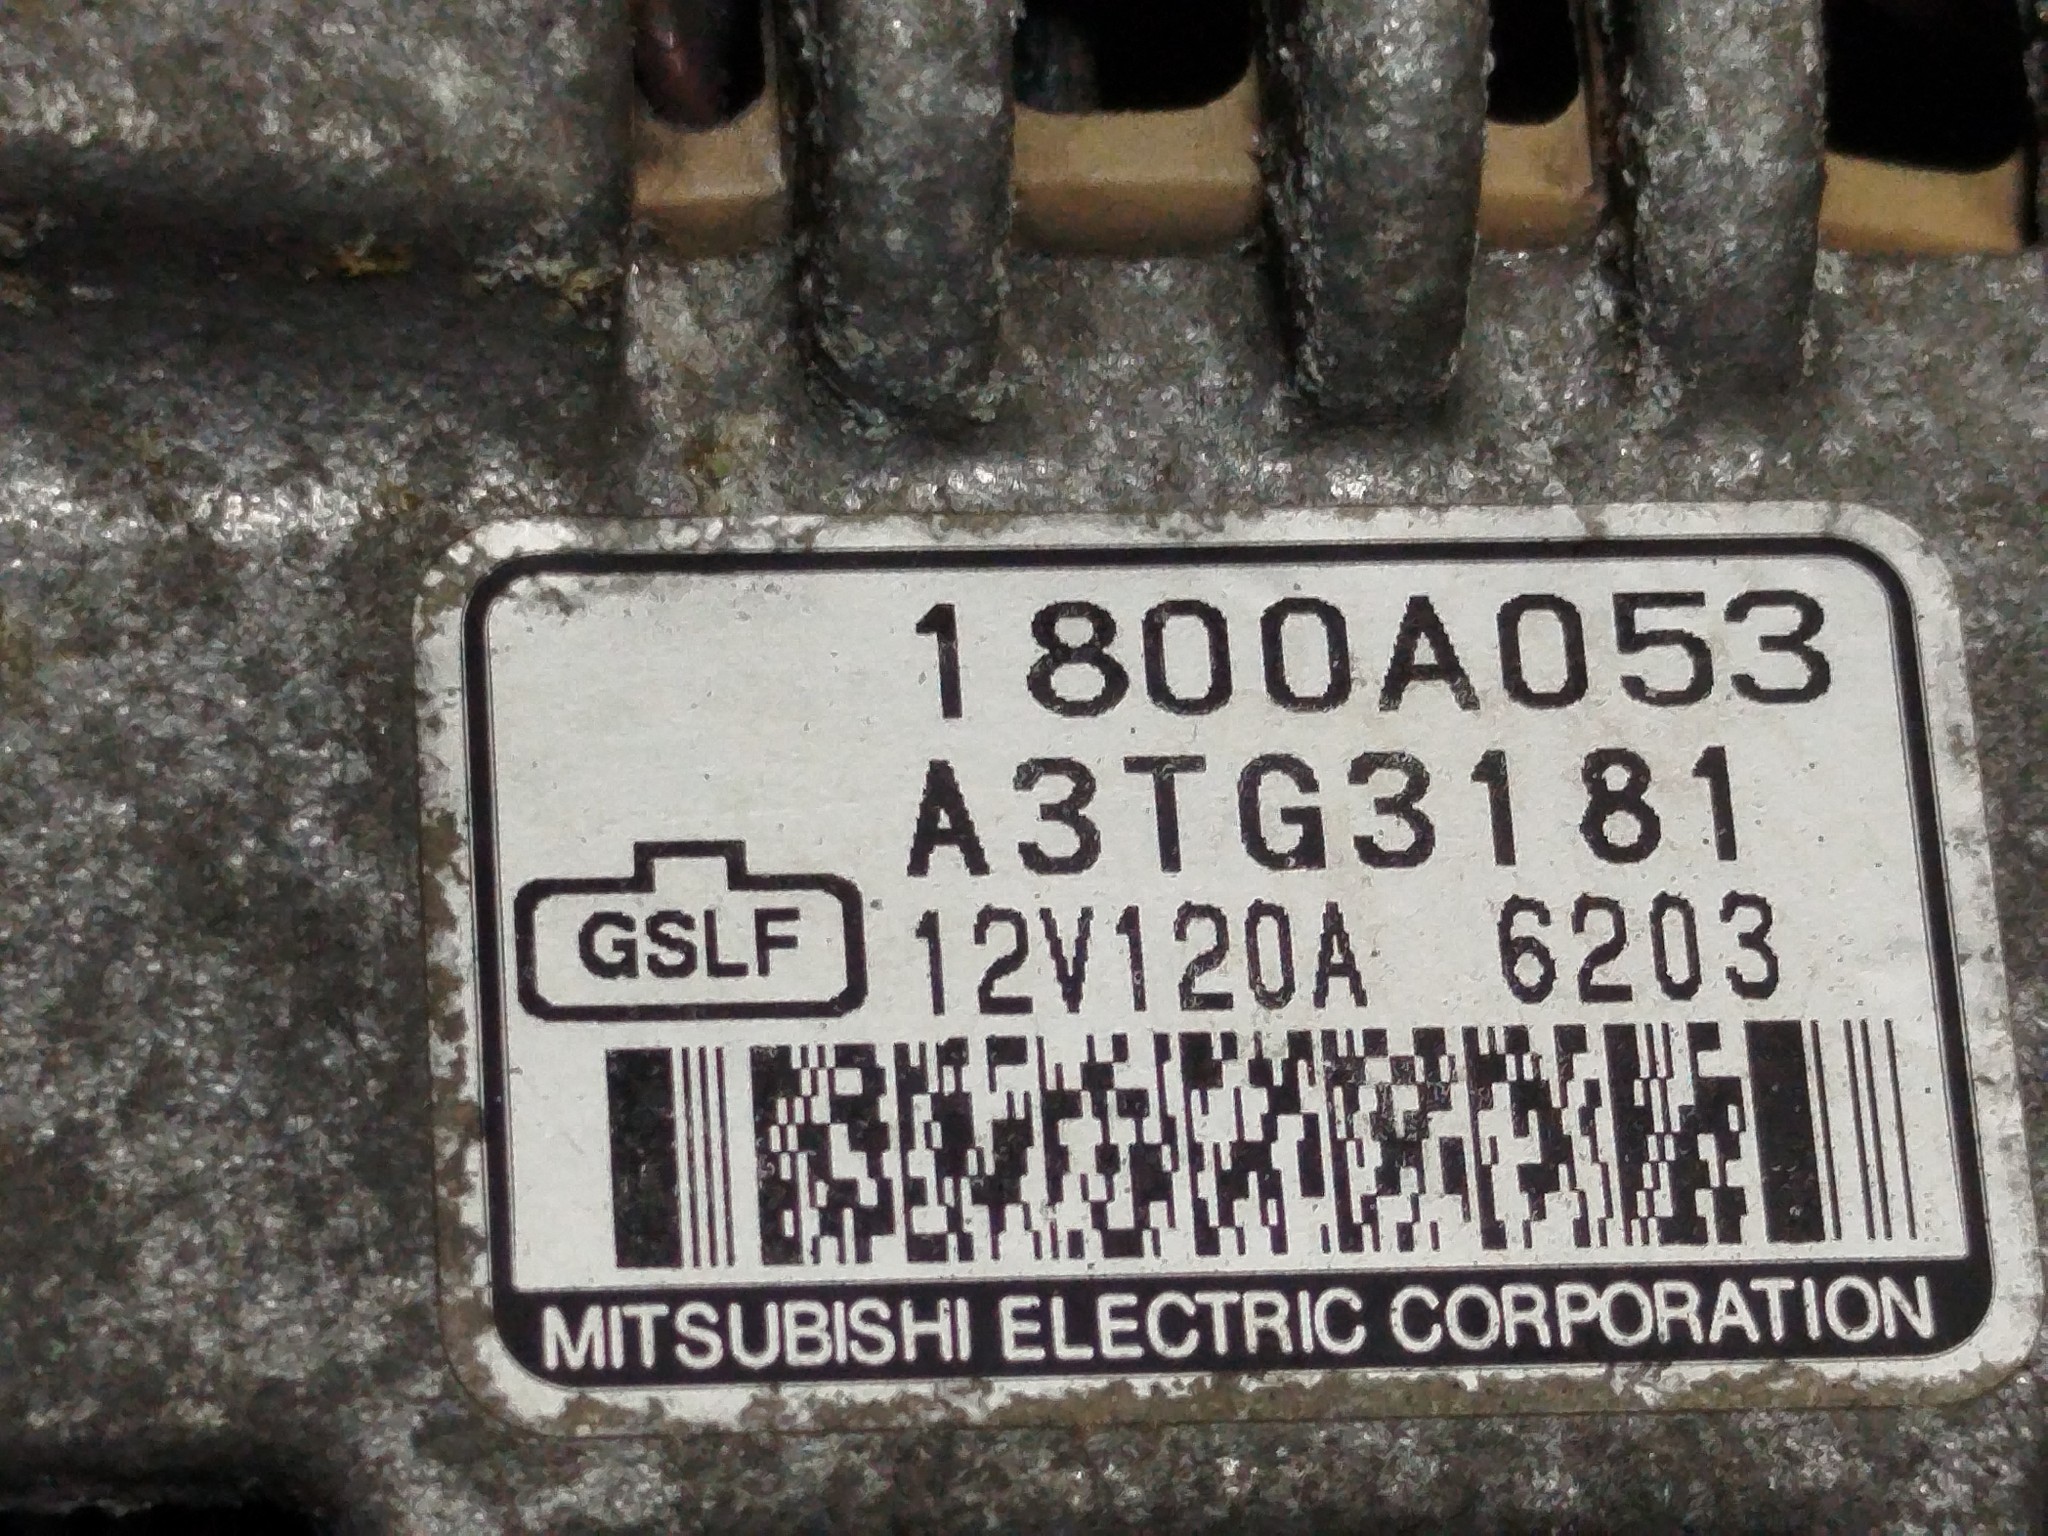 1800A053
A3TG3181
GSLF
12V120A 6203
MITSUBISHI ELECTRIC CORPORATION